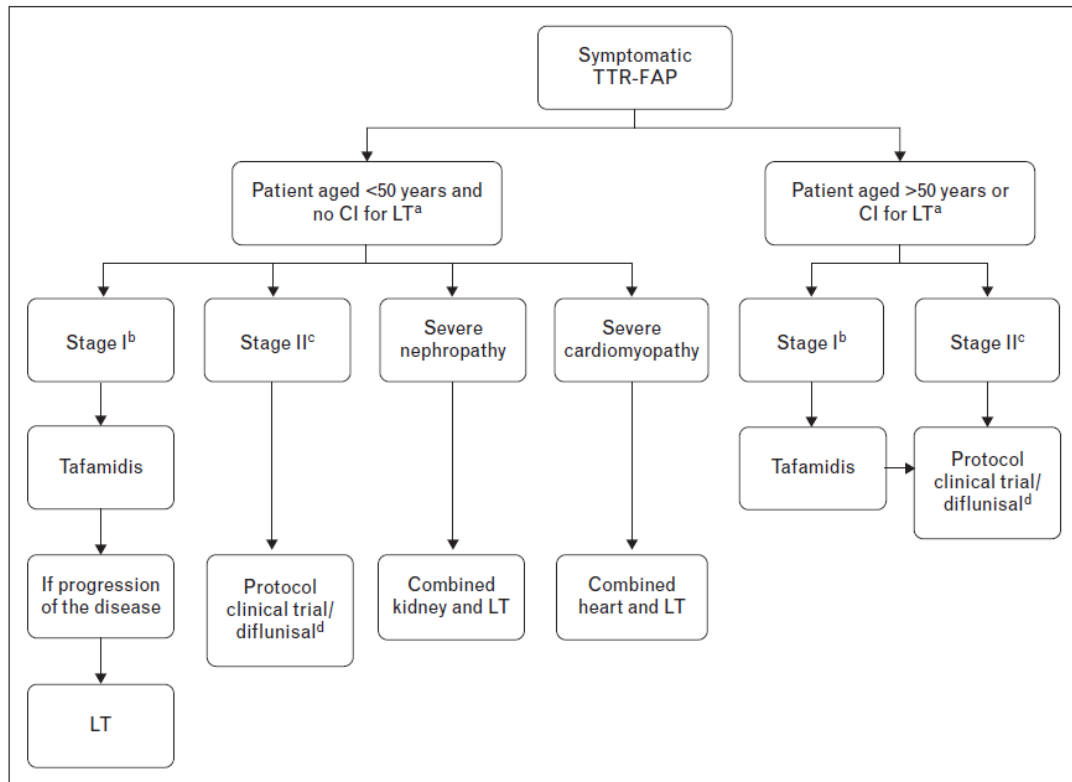 Symptomatic
TTR-FAP
Patient aged <50 years and
no CI for LTᵃ
Patient aged >50 years or
CI for LTᵃ
Stage Iᵇ
Stage IIᶜ
Severe
nephropathy
Severe
cardiomyopathy
Stage Iᵇ
Stage IIᶜ
Tafamidis
Tafamidis
Protocol
clinical trial/
diflunisalᵈ
If progression
of the disease
Protocol
clinical trial/
diflunisalᵈ
Combined
kidney and LT
Combined
heart and LT
LT